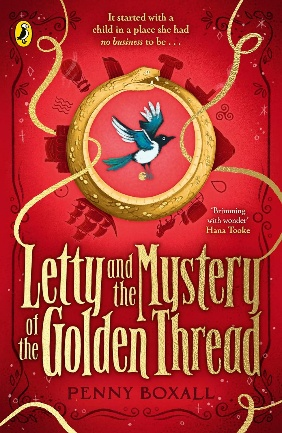 It started with a
child in a place she had
no business to be . . .
'Brimming
with wonder'
Hana Tooke
Letty and the Mystery
of the Golden Thread
PENNY BOXALL